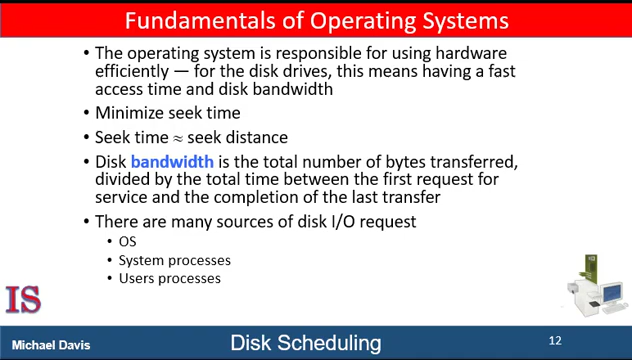 Fundamentals of Operating Systems
• The operating system is responsible for using hardware
efficiently — for the disk drives, this means having a fast
access time and disk bandwidth
• Minimize seek time
• Seek time ≈ seek distance
• Disk bandwidth is the total number of bytes transferred,
divided by the total time between the first request for
service and the completion of the last transfer
• There are many sources of disk I/O request
• OS
• System processes
• Users processes
IS
Michael Davis
Disk Scheduling
12